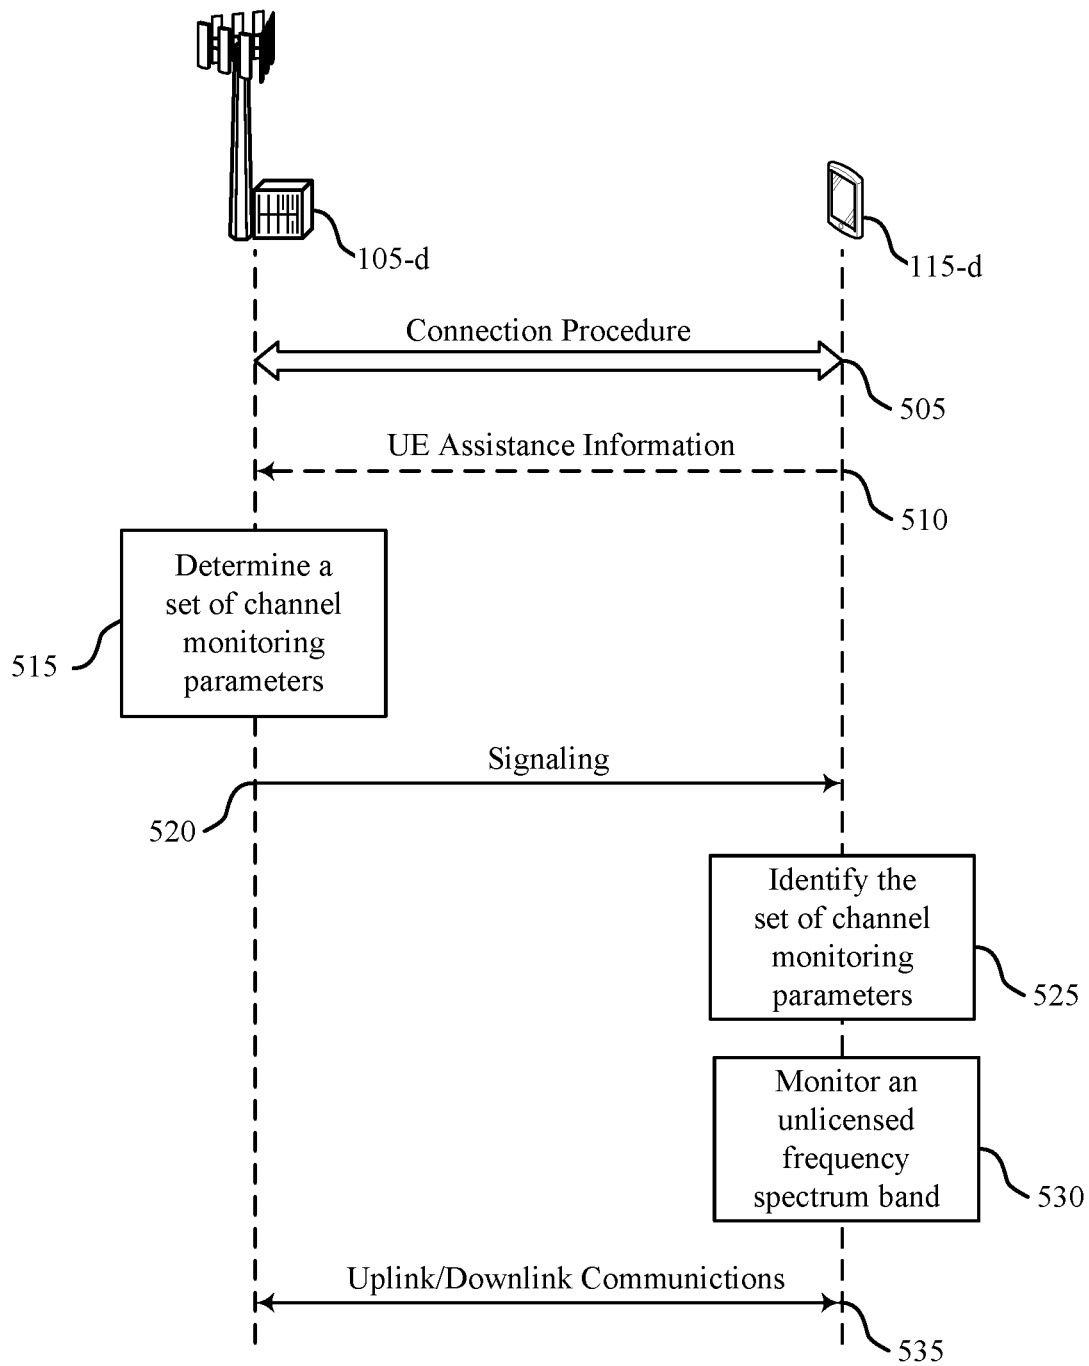 105-d
115-d
Connection Procedure
505
UE Assistance Information
510
Determine a
set of channel
monitoring
parameters
515
Signaling
520
Identify the
set of channel
monitoring
parameters
525
Monitor an
unlicensed
frequency
spectrum band
530
Uplink/Downlink Communictions
535